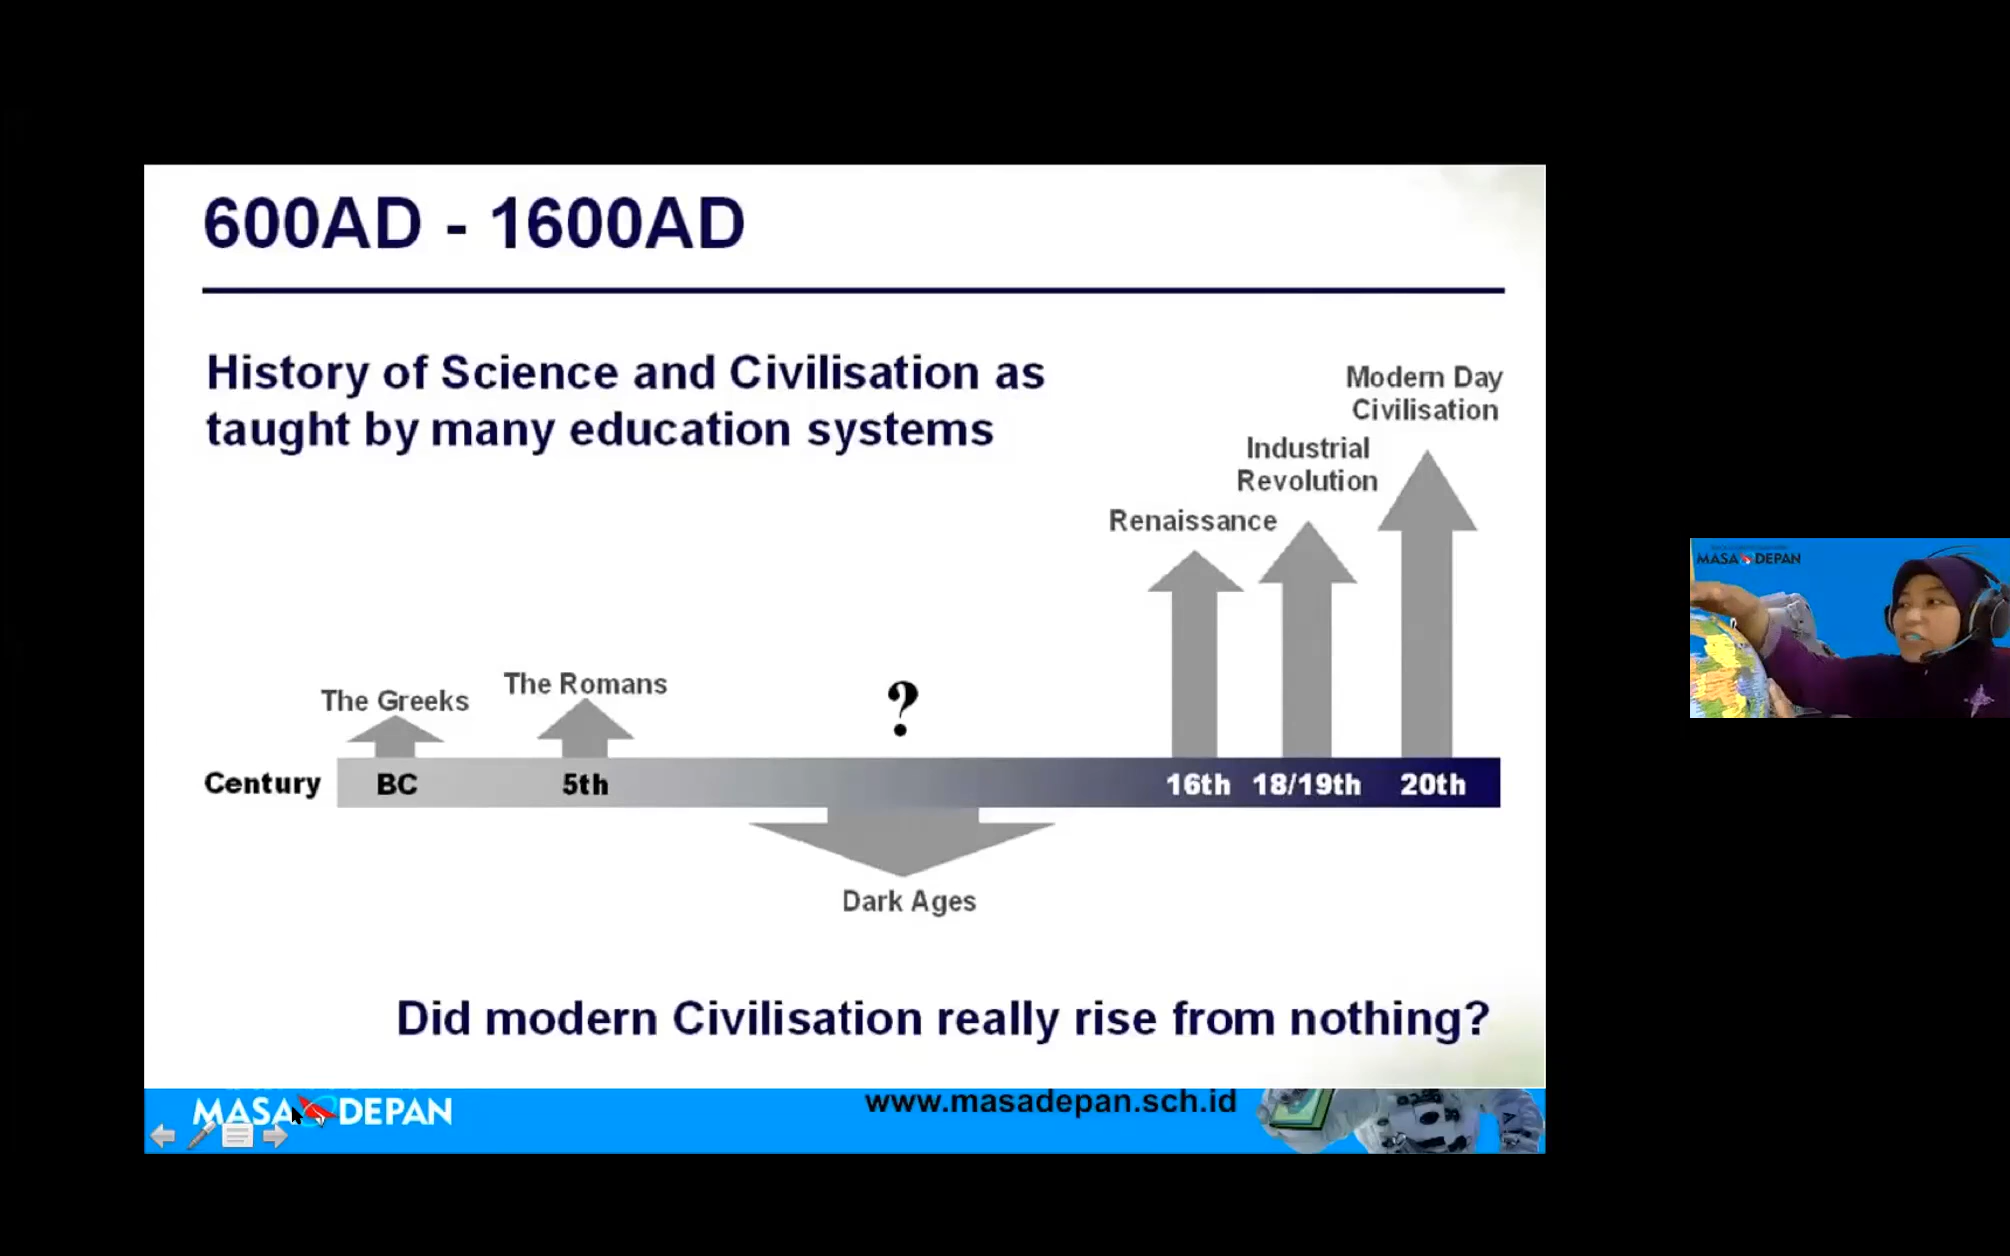 600AD - 1600AD
History of Science and Civilisation as
taught by many education systems
Modern Day
Civilisation
Industrial
Revolution
Renaissance
The Romans
The Greeks
?
Century BC 5th 16th 18/19th 20th
Dark Ages
Did modern Civilisation really rise from nothing?
MASA DEPAN
www.masadepan.sch.id
MASA DEPAN